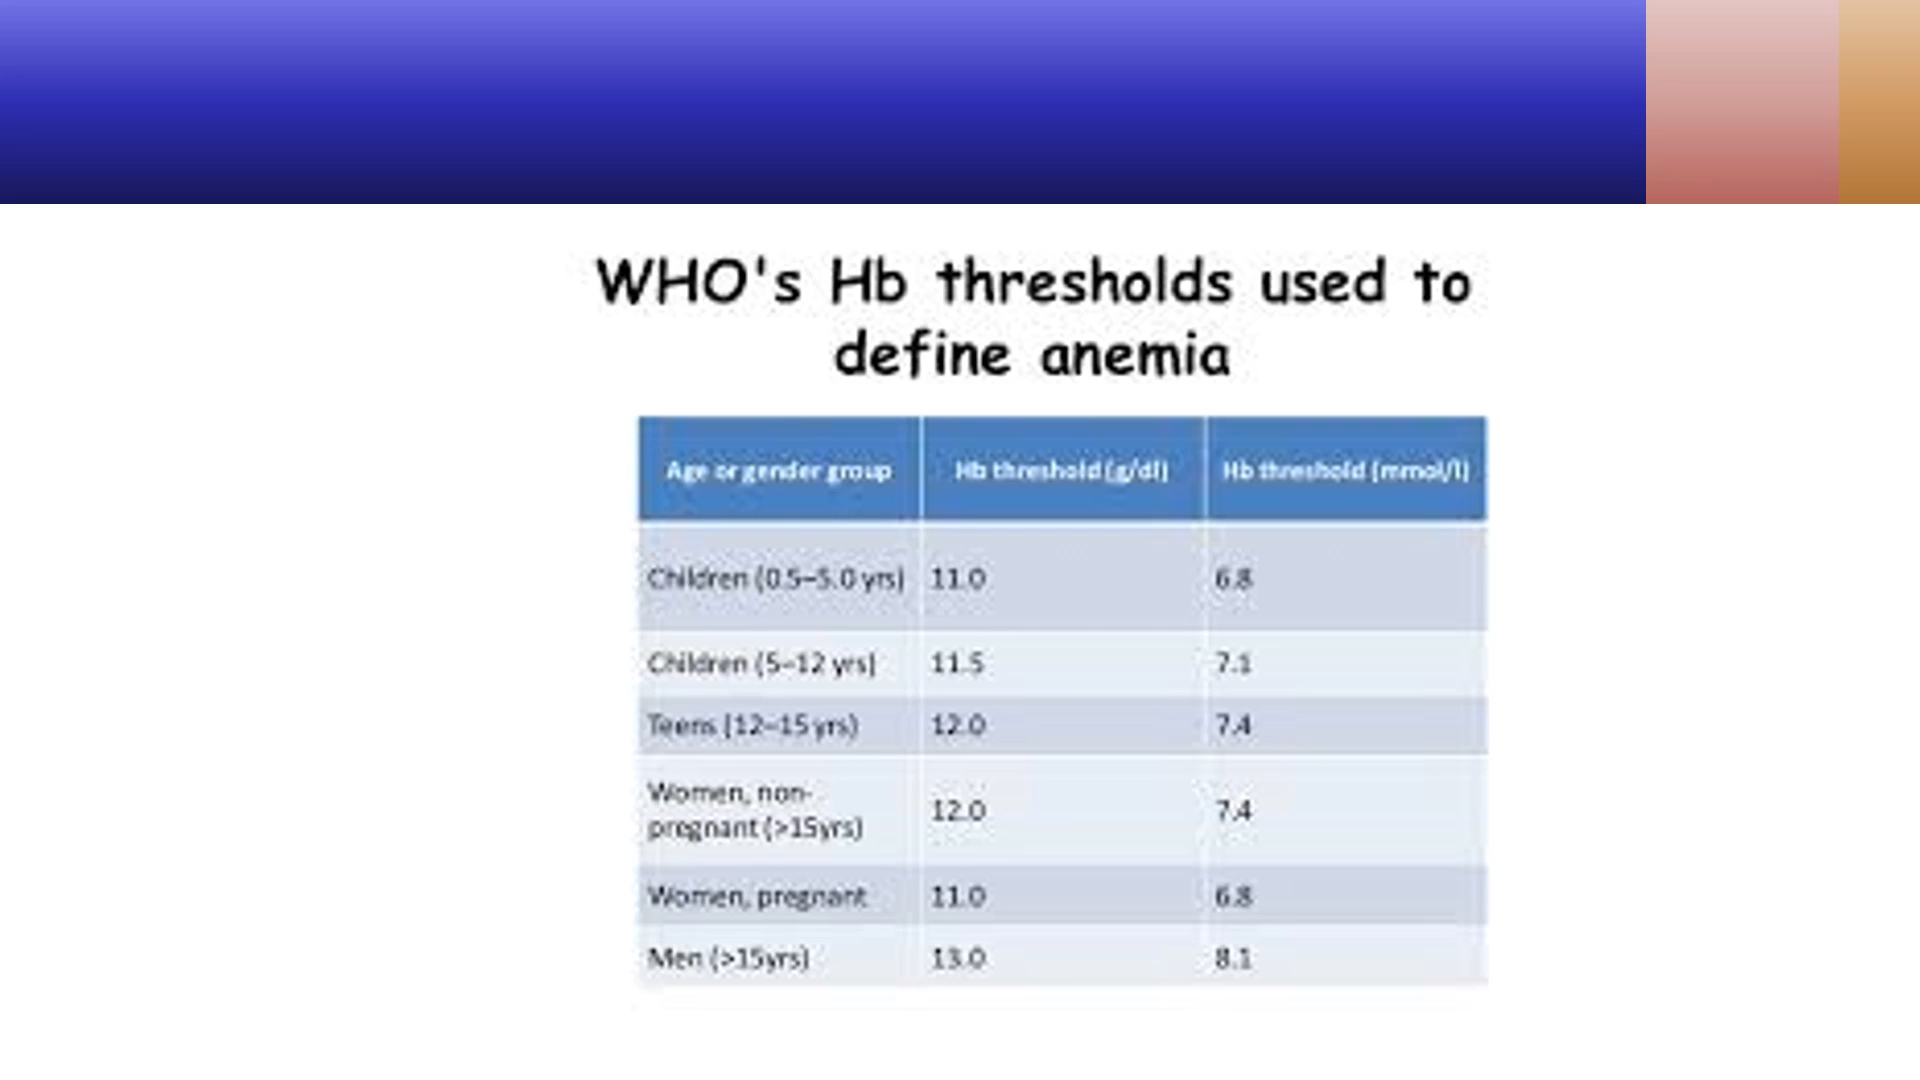 WHO's Hb thresholds used to
define anemia
Age or gender group Hb threshold (g/dl) Hb threshold (mmol/l)
Children (0.5–5.0 yrs) 11.0 6.8
Children (5–12 yrs) 11.5 7.1
Teens (12–15 yrs) 12.0 7.4
Women, non-
pregnant (>15yrs) 12.0 7.4
Women, pregnant 11.0 6.8
Men (>15yrs) 13.0 8.1